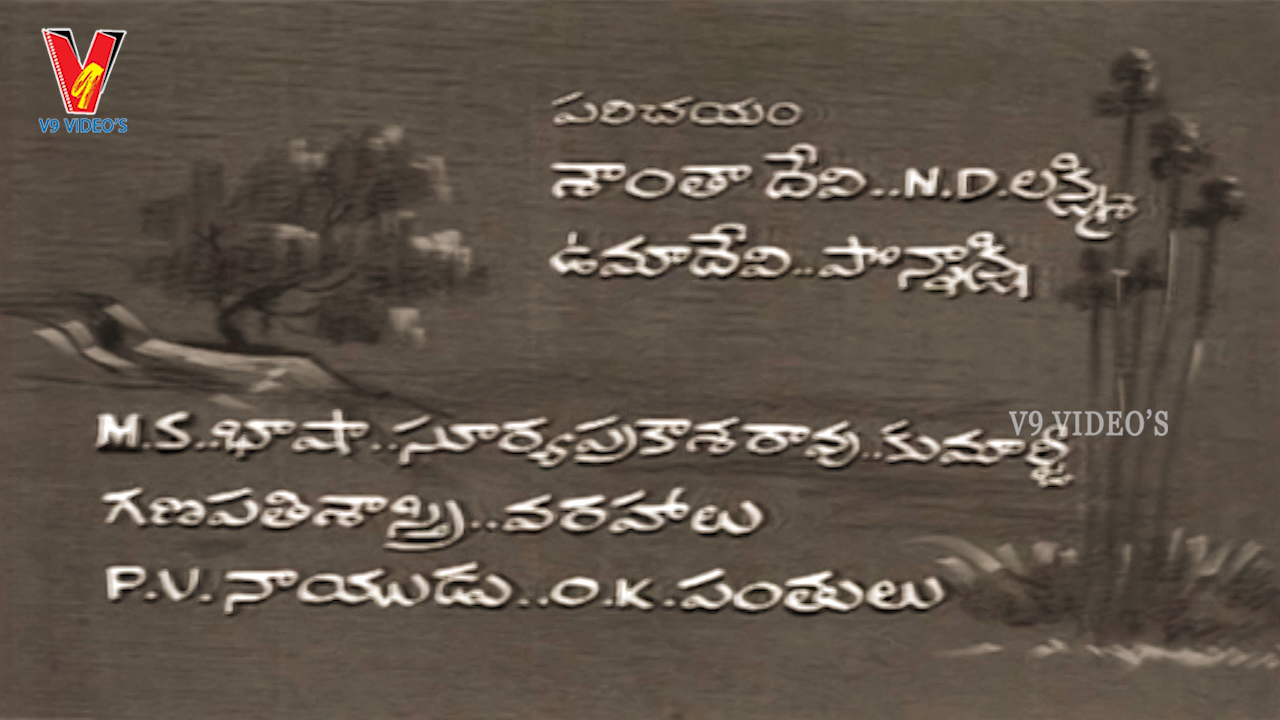 V9 VIDEO'S
పరిచయం
శాంతా దేవి..N.D.లక్ష్మి
ఉమాదేవి..పొన్నాక్షి
M.S..భాషా..సూర్యప్రకాశరావు..కుమార్జీ
V9 VIDEO'S
గణపతిశాస్త్రి..వరహాలు
P.V.నాయుడు..O.K.పంతులు